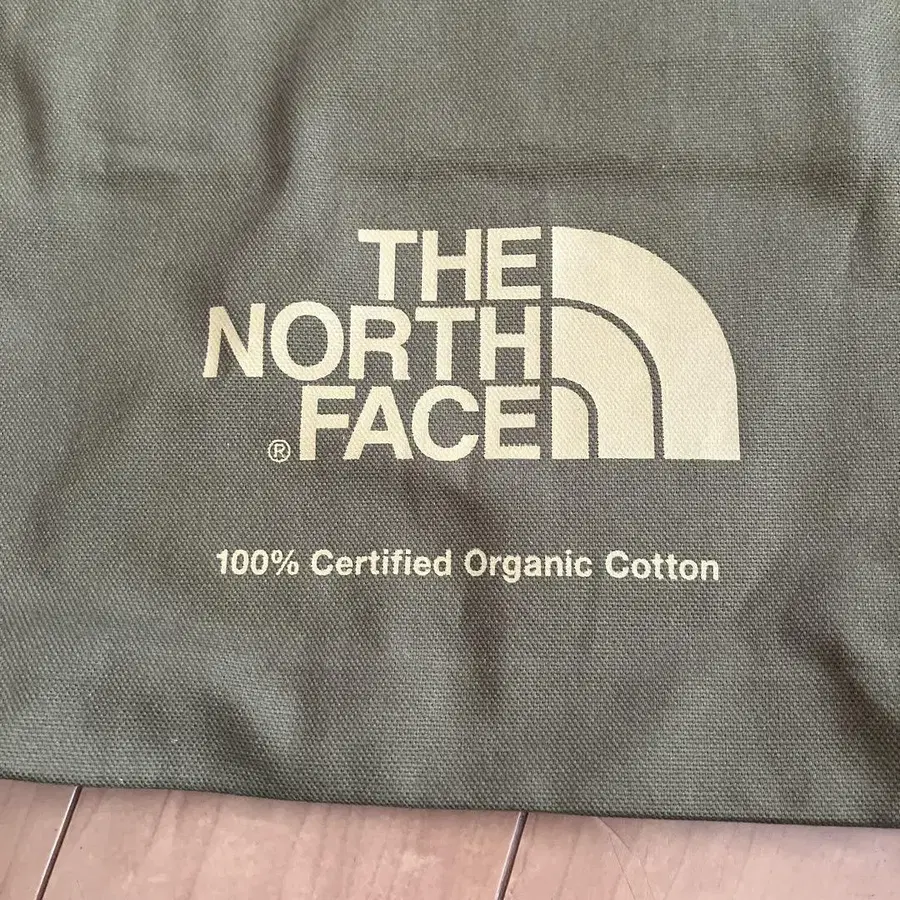 THE
NORTH
®FACE
100% Certified Organic Cotton